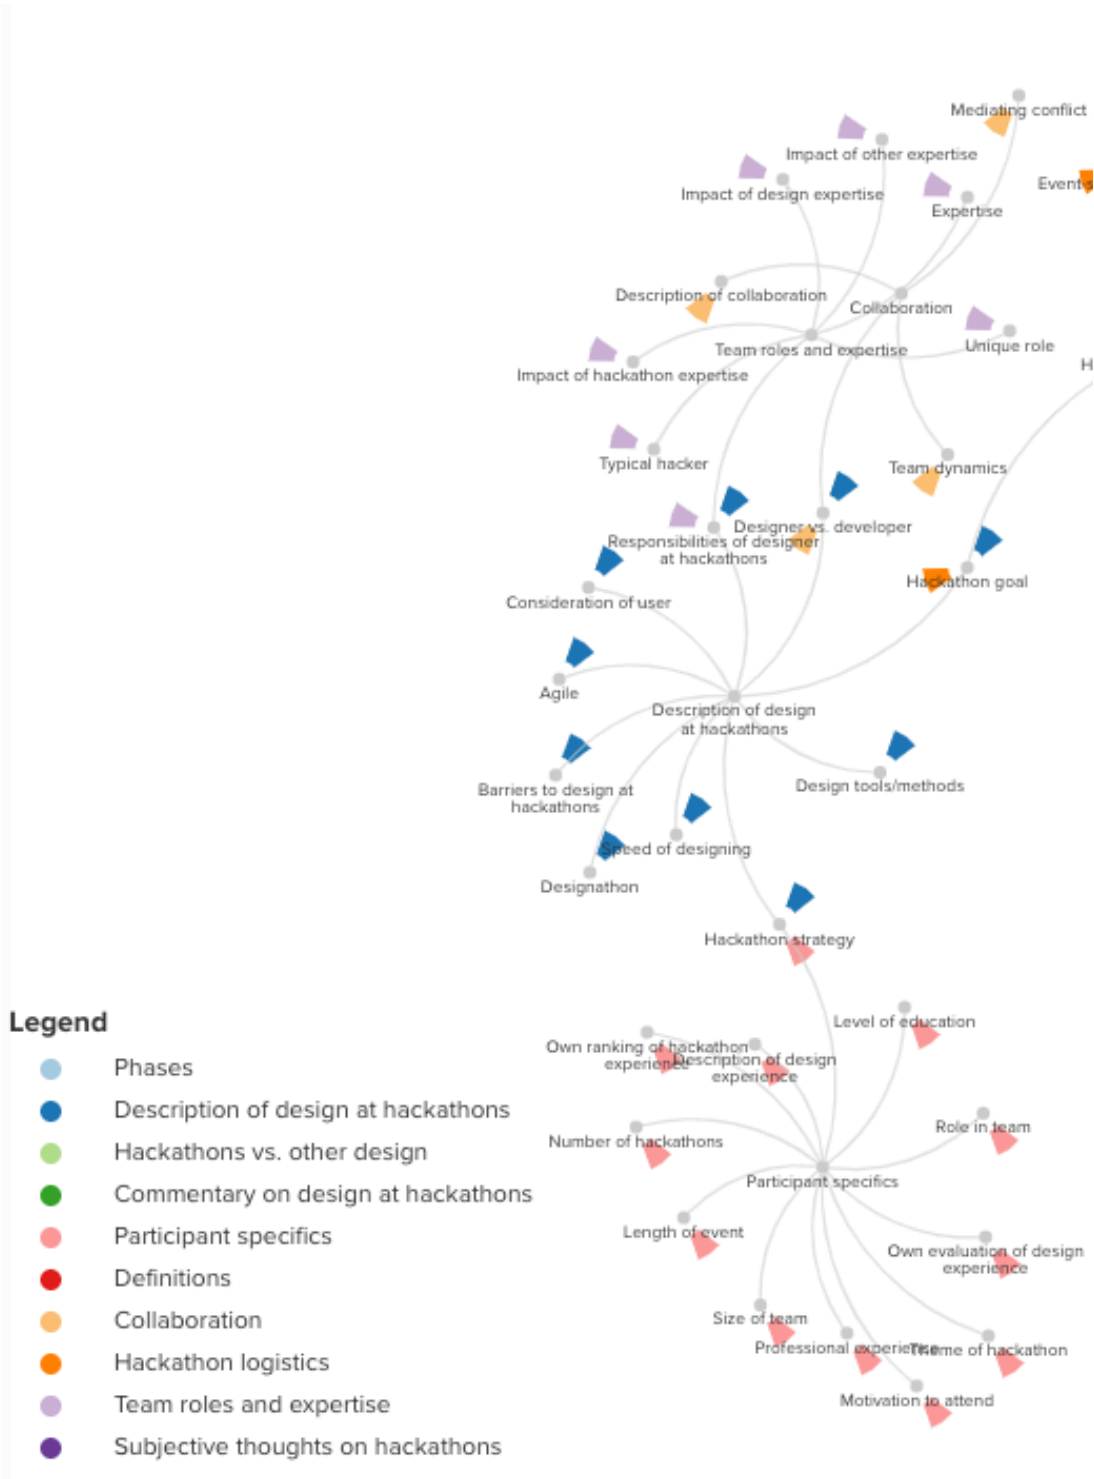 Mediating conflict
Impact of other expertise
Event
Impact of design expertise
Expertise
Description of collaboration
Collaboration
Unique role
Team roles and expertise
H
Impact of hackathon expertise
Typical hacker
Team dynamics
Designer vs. developer
Responsibilities of designer
at hackathons
Hackathon goal
Consideration of user
Agile
Description of design
at hackathons
Design tools/methods
Barriers to design at
hackathons
Speed of designing
Designathon
Hackathon strategy
Level of education
Own ranking of hackathon
experience
Description of design
experience
Role in team
Number of hackathons
Participant specifics
Length of event
Own evaluation of design
experience
Size of team
Professional experience
Theme of hackathon
Motivation to attend
Legend
Phases
Description of design at hackathons
Hackathons vs. other design
Commentary on design at hackathons
Participant specifics
Definitions
Collaboration
Hackathon logistics
Team roles and expertise
Subjective thoughts on hackathons